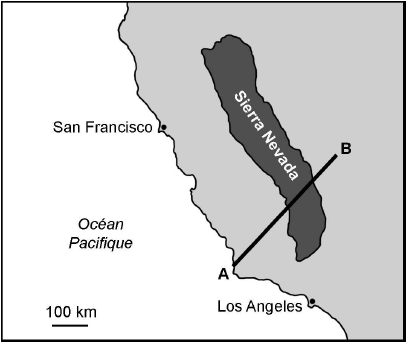 Sierra Nevada
San Francisco
B
Océan
Pacifique
A
Los Angeles
100 km